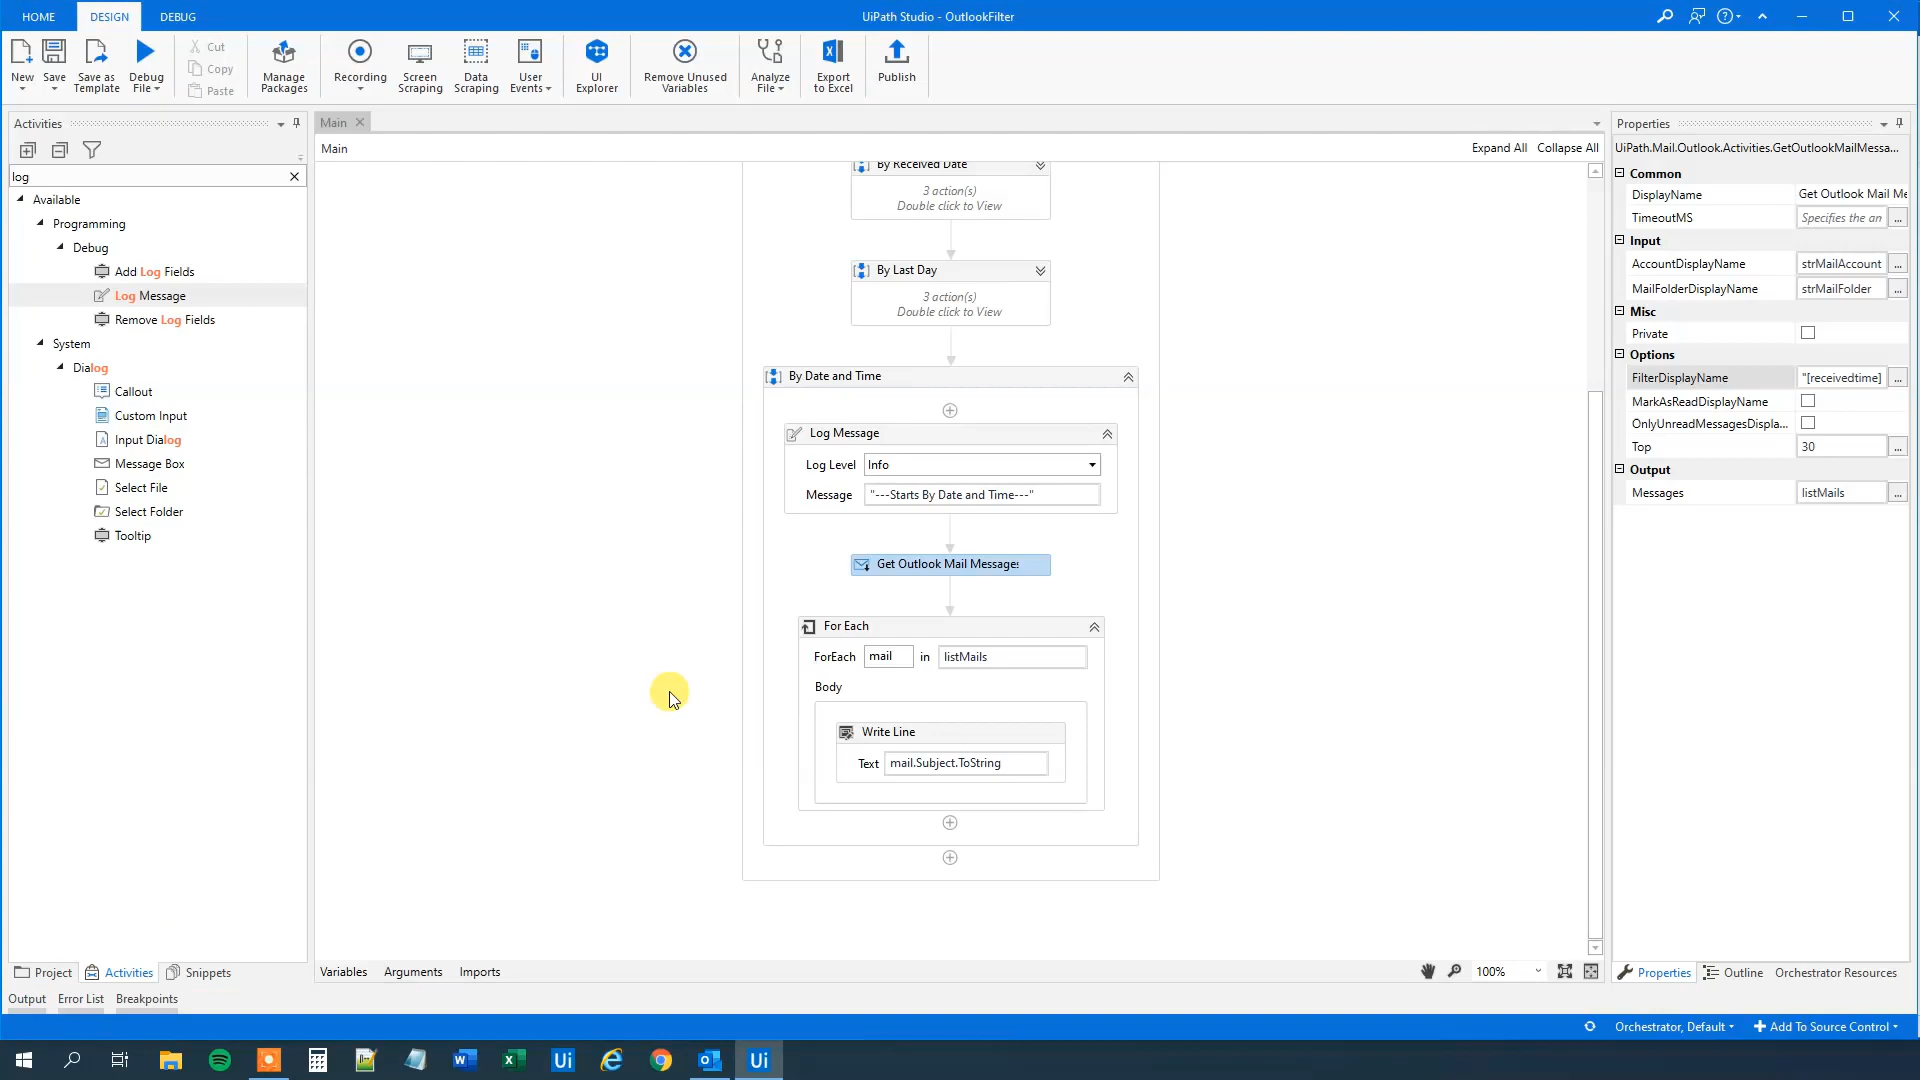 HOME
DESIGN
DEBUG
UiPath Studio - OutlookFilter
New
Save
Save as
Template
Debug
File
Cut
Copy
Paste
Manage
Packages
Recording
Screen
Scraping
Data
Scraping
User
Events
UI
Explorer
Remove Unused
Variables
Analyze
File
Export
to Excel
Publish
Activities
log
Available
Programming
Debug
Add Log Fields
Log Message
Remove Log Fields
System
Dialog
Callout
Custom Input
Input Dialog
Message Box
Select File
Select Folder
Tooltip
Main
Main
Expand All
Collapse All
By Received Date
3 action(s)
Double click to View
By Last Day
3 action(s)
Double click to View
By Date and Time
Log Message
Log Level
Info
Message
"---Starts By Date and Time---"
Get Outlook Mail Messages
For Each
ForEach
mail
in
listMails
Body
Write Line
Text
mail.Subject.ToString
Variables
Arguments
Imports
100%
Properties
UiPath.Mail.Outlook.Activities.GetOutlookMailMessa...
Common
DisplayName
Get Outlook Mail Me
TimeoutMS
Specifies the an
...
Input
AccountDisplayName
strMailAccount
...
MailFolderDisplayName
strMailFolder
...
Misc
Private
Options
FilterDisplayName
"[receivedtime]
...
MarkAsReadDisplayName
OnlyUnreadMessagesDispla...
Top
30
...
Output
Messages
listMails
...
Project
Activities
Snippets
Properties
Outline
Orchestrator Resources
Output
Error List
Breakpoints
Orchestrator, Default
Add To Source Control
Ui
Ui